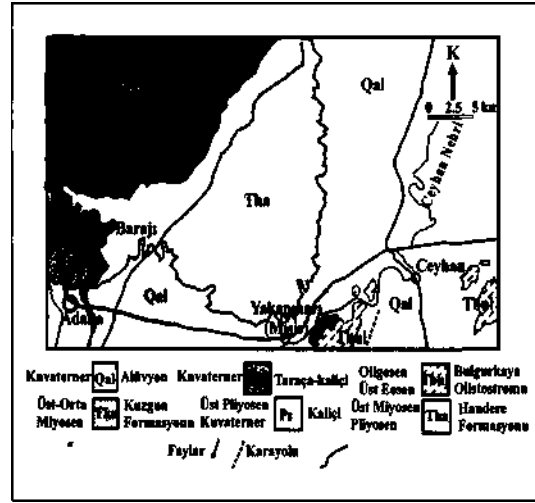 K
Qal
0 2.5 5 km
Ceyhan Nehri
Tha
Barajı
Ceyhan
Qal
Yakapınar
(Misis)
Qal
Adana
Kuvaterner Qal Alüvyon Kuvaterner Taraça-kaliçi Oligosen Üst Eosen Bulgurkaya Olistostromu
Üst-Orta Miyosen Kuzgun Formasyonu Üst Pliyosen Kuvaterner Kaliçi Üst Miyosen Pliyosen Tha Handere Formasyonu
Faylar Karayolu